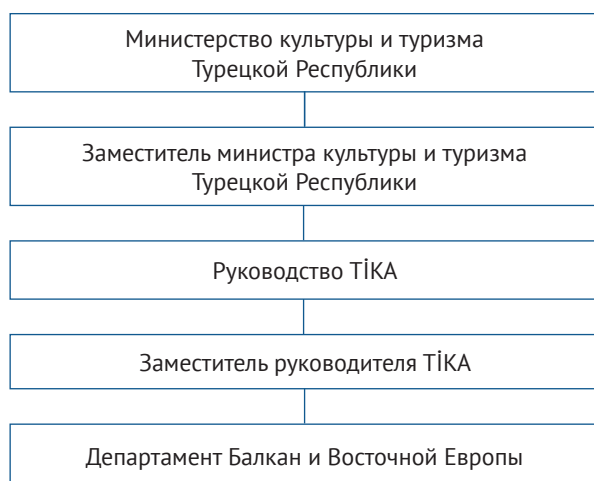 Министерство культуры и туризма
Турецкой Республики
Заместитель министра культуры и туризма
Турецкой Республики
Руководство TİKA
Заместитель руководителя TİKA
Департамент Балкан и Восточной Европы